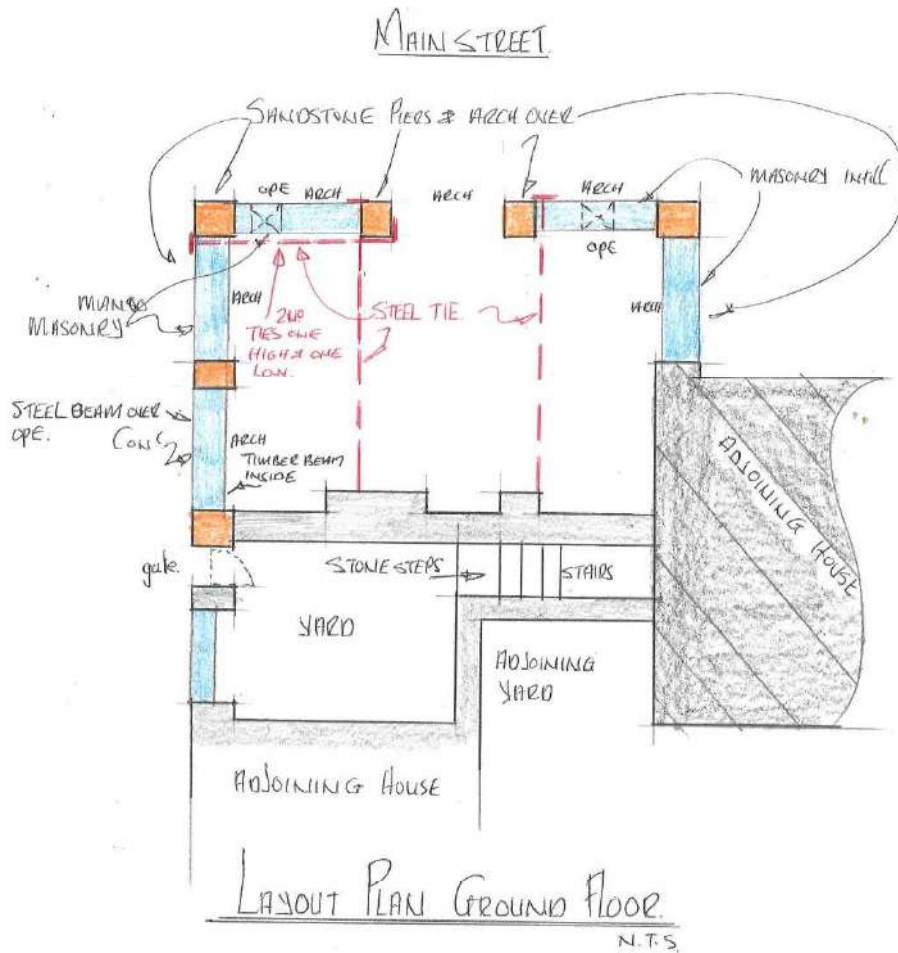 MAIN STREET.
SANDSTONE PIERS & ARCH OVER
OPE
ARCH
ARCH
ARCH
MASONRY INFILL
OPE
ARCH
ARCH
MASONRY
2NO
TIES ONE
HIGH & ONE
LOW.
STEEL TIE
STEEL BEAM OVER
OPE.
CONC
ARCH
TIMBER BEAM
INSIDE
ADJOINING HOUSE
gate.
STONE STEPS
STAIRS
YARD
ADJOINING
YARD
ADJOINING HOUSE
LAYOUT PLAN GROUND FLOOR.
N.T.S.